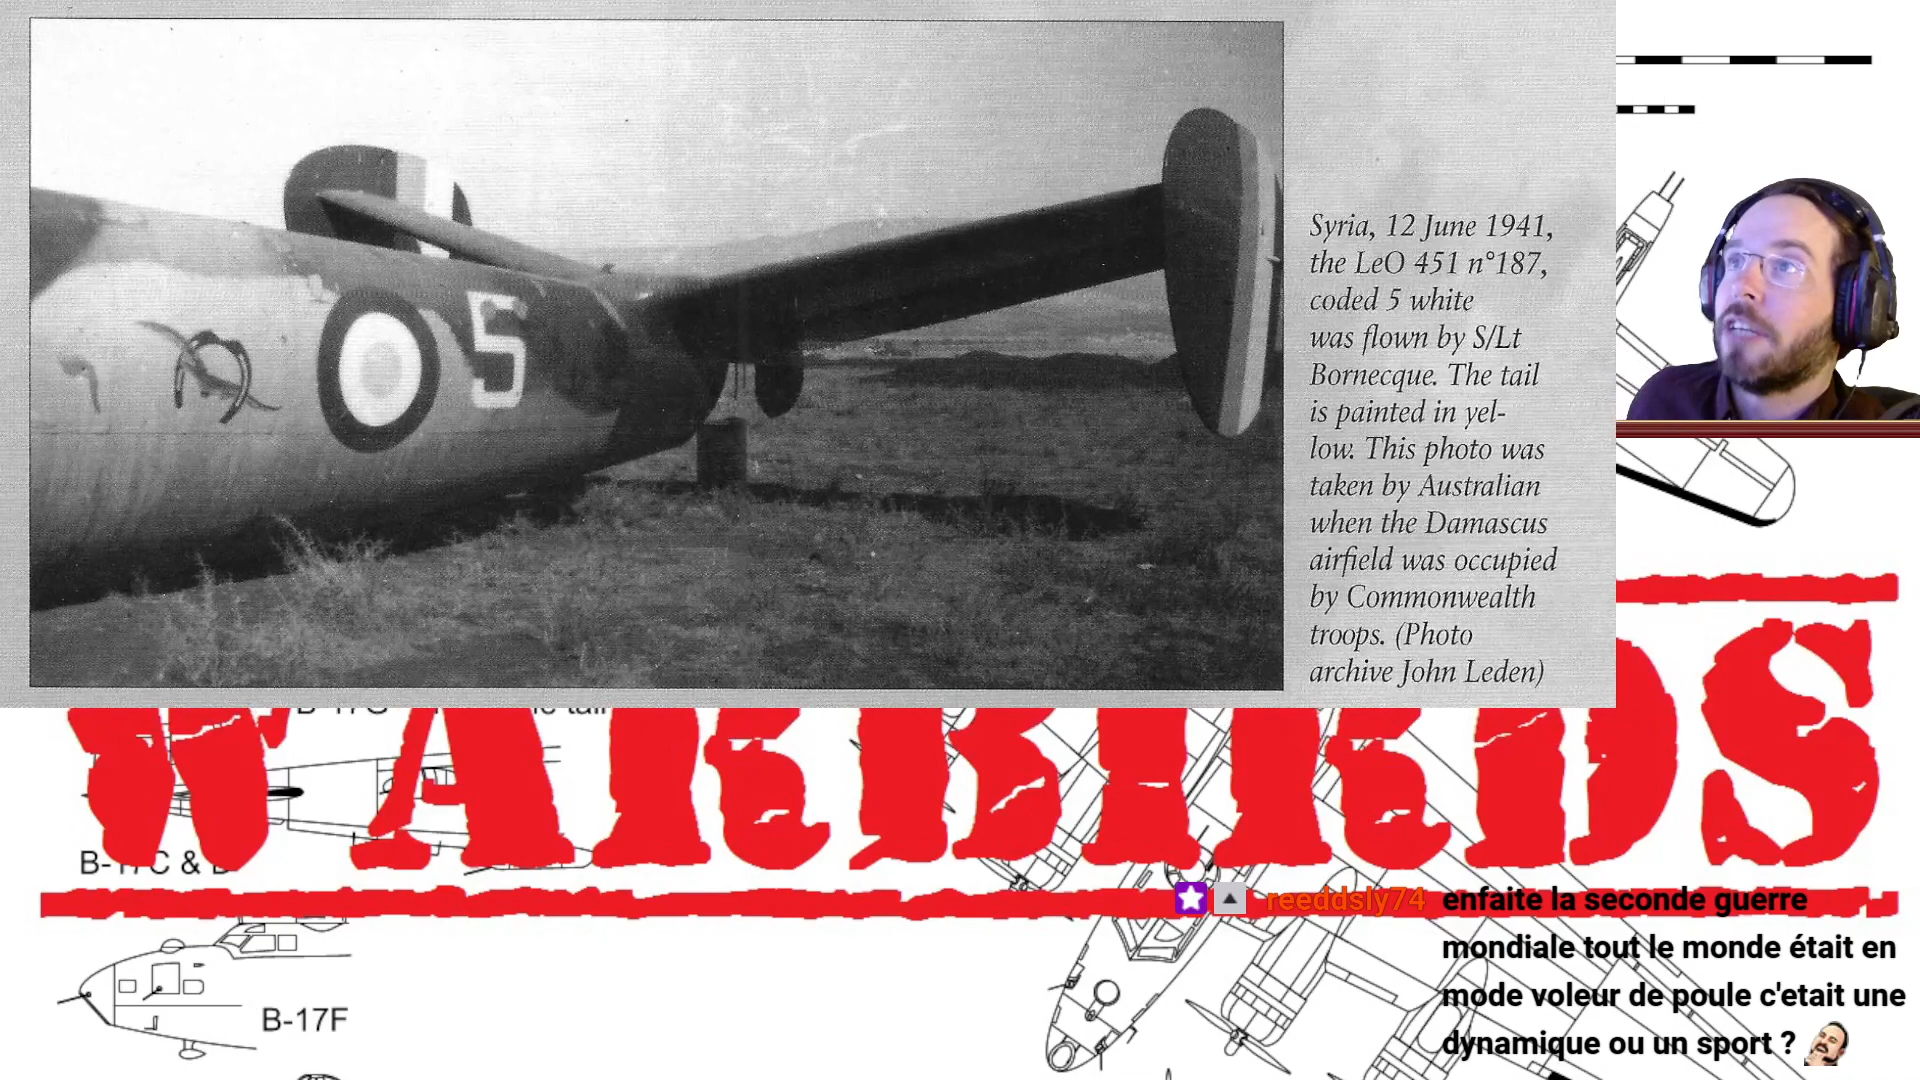 Syria, 12 June 1941,
the LeO 451 n°187,
coded 5 white
was flown by S/Lt
Bornecque. The tail
is painted in yel-
low. This photo was
taken by Australian
when the Damascus
airfield was occupied
by Commonwealth
troops. (Photo
archive John Leden)
5
WARBIRDS
B-17C & D
B-17F
reeddsly74 enfaite la seconde guerre
mondiale tout le monde était en
mode voleur de poule c'etait une
dynamique ou un sport ?